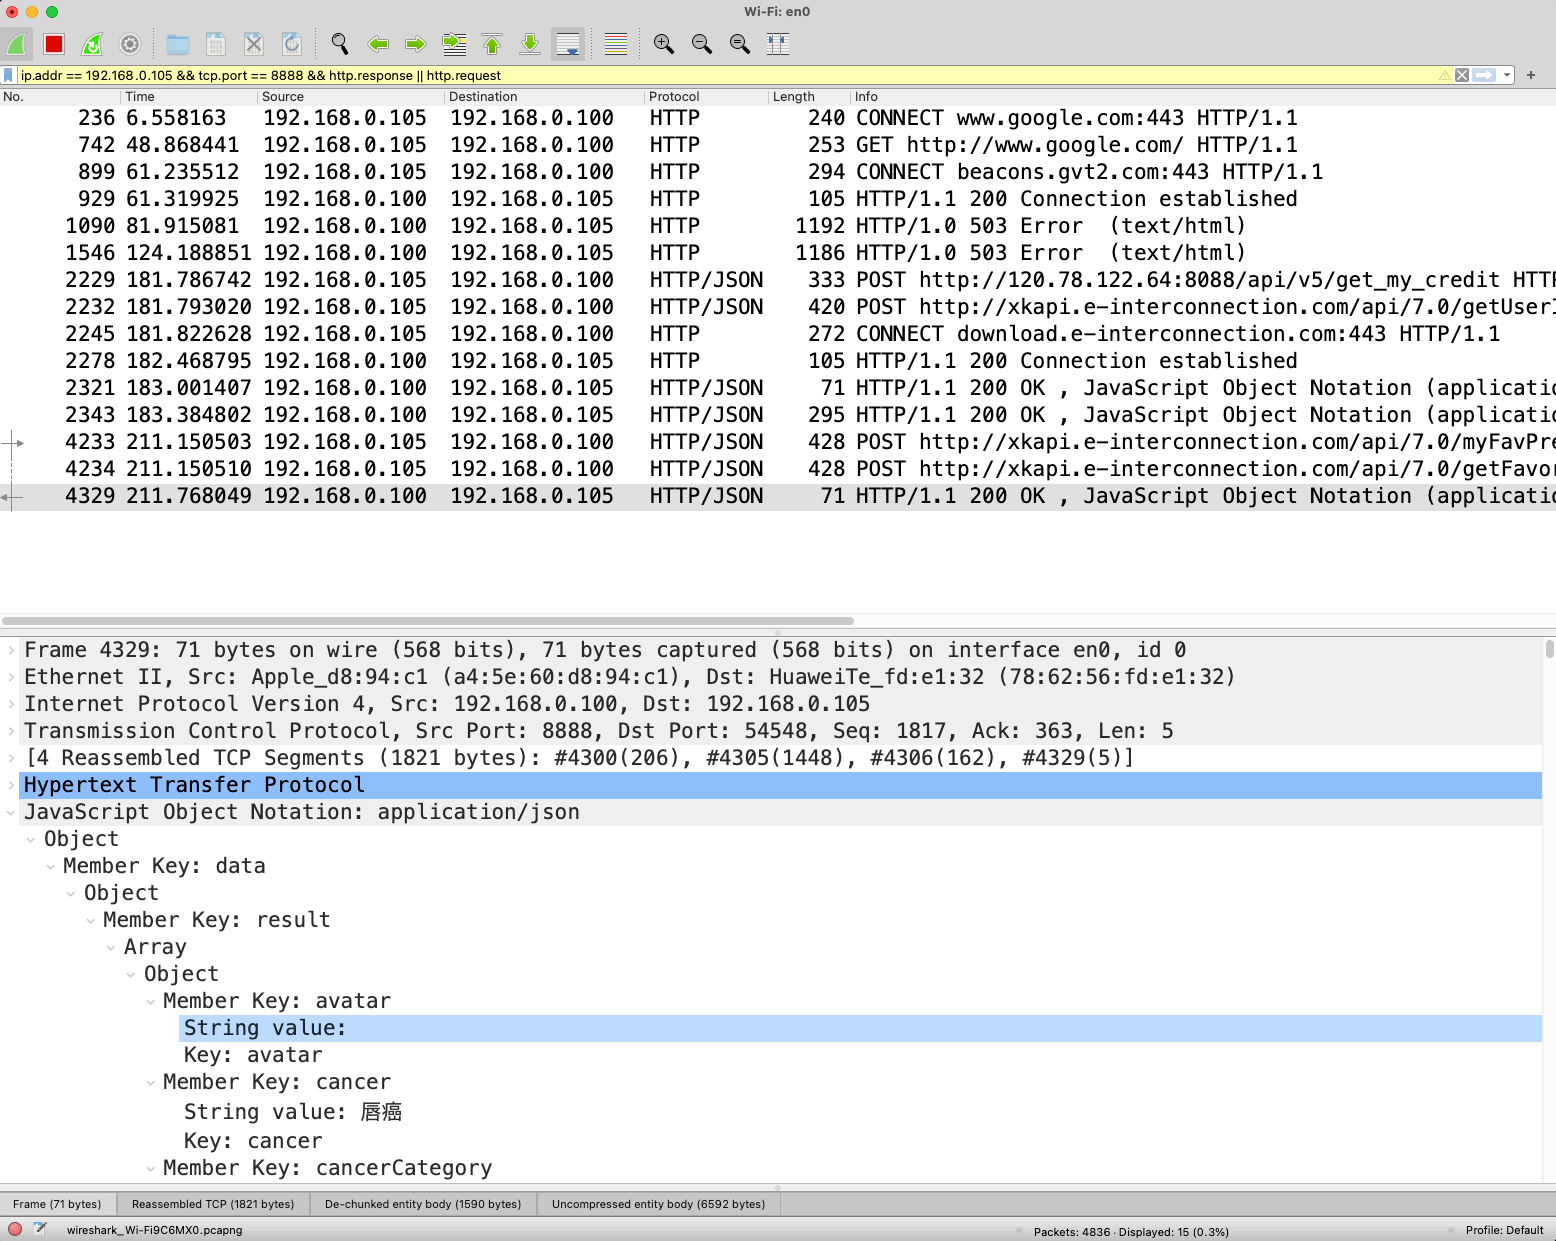 Wi-Fi: en0
ip.addr == 192.168.0.105 && tcp.port == 8888 && http.response || http.request
No. Time Source Destination Protocol Length Info
236 6.558163 192.168.0.105 192.168.0.100 HTTP 240 CONNECT www.google.com:443 HTTP/1.1
742 48.868441 192.168.0.105 192.168.0.100 HTTP 253 GET http://www.google.com/ HTTP/1.1
899 61.235512 192.168.0.105 192.168.0.100 HTTP 294 CONNECT beacons.gvt2.com:443 HTTP/1.1
929 61.319925 192.168.0.100 192.168.0.105 HTTP 105 HTTP/1.1 200 Connection established
1090 81.915081 192.168.0.100 192.168.0.105 HTTP 1192 HTTP/1.0 503 Error (text/html)
1546 124.188851 192.168.0.100 192.168.0.105 HTTP 1186 HTTP/1.0 503 Error (text/html)
2229 181.786742 192.168.0.105 192.168.0.100 HTTP/JSON 333 POST http://120.78.122.64:8088/api/v5/get_my_credit HTTP
2232 181.793020 192.168.0.105 192.168.0.100 HTTP/JSON 420 POST http://xkapi.e-interconnection.com/api/7.0/getUserI
2245 181.822628 192.168.0.105 192.168.0.100 HTTP 272 CONNECT download.e-interconnection.com:443 HTTP/1.1
2278 182.468795 192.168.0.100 192.168.0.105 HTTP 105 HTTP/1.1 200 Connection established
2321 183.001407 192.168.0.100 192.168.0.105 HTTP/JSON 71 HTTP/1.1 200 OK , JavaScript Object Notation (applicatio
2343 183.384802 192.168.0.100 192.168.0.105 HTTP/JSON 295 HTTP/1.1 200 OK , JavaScript Object Notation (applicatio
4233 211.150503 192.168.0.105 192.168.0.100 HTTP/JSON 428 POST http://xkapi.e-interconnection.com/api/7.0/myFavPre
4234 211.150510 192.168.0.105 192.168.0.100 HTTP/JSON 428 POST http://xkapi.e-interconnection.com/api/7.0/getFavor
4329 211.768049 192.168.0.100 192.168.0.105 HTTP/JSON 71 HTTP/1.1 200 OK , JavaScript Object Notation (applicatio
Frame 4329: 71 bytes on wire (568 bits), 71 bytes captured (568 bits) on interface en0, id 0
Ethernet II, Src: Apple_d8:94:c1 (a4:5e:60:d8:94:c1), Dst: HuaweiTe_fd:e1:32 (78:62:56:fd:e1:32)
Internet Protocol Version 4, Src: 192.168.0.100, Dst: 192.168.0.105
Transmission Control Protocol, Src Port: 8888, Dst Port: 54548, Seq: 1817, Ack: 363, Len: 5
[4 Reassembled TCP Segments (1821 bytes): #4300(206), #4305(1448), #4306(162), #4329(5)]
Hypertext Transfer Protocol
JavaScript Object Notation: application/json
Object
Member Key: data
Object
Member Key: result
Array
Object
Member Key: avatar
String value:
Key: avatar
Member Key: cancer
String value: 唇癌
Key: cancer
Member Key: cancerCategory
Frame (71 bytes) Reassembled TCP (1821 bytes) De-chunked entity body (1590 bytes) Uncompressed entity body (6592 bytes)
wireshark_Wi-Fi9C6MX0.pcapng Packets: 4836 · Displayed: 15 (0.3%) Profile: Default